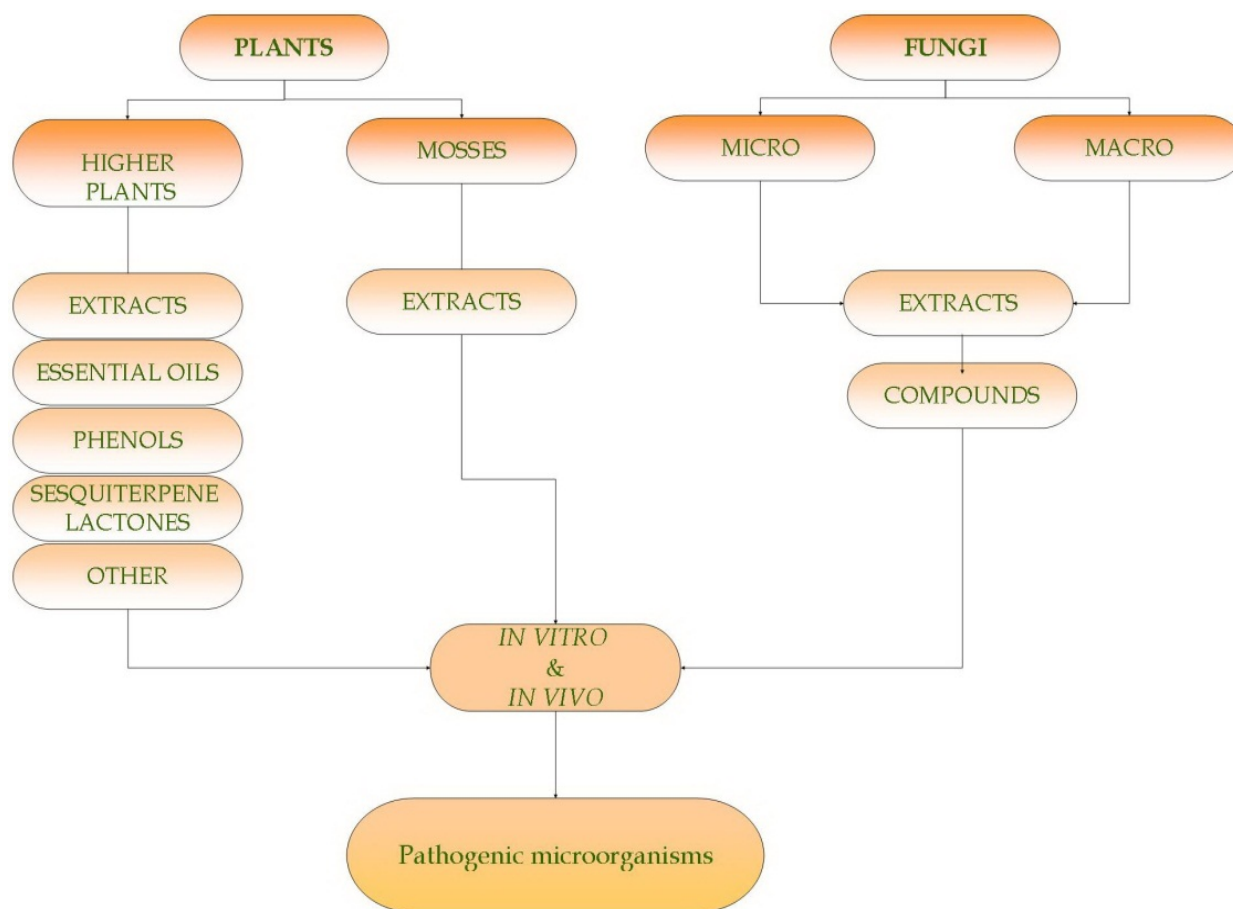 PLANTS
FUNGI
HIGHER
PLANTS
MOSSES
MICRO
MACRO
EXTRACTS
EXTRACTS
EXTRACTS
ESSENTIAL OILS
COMPOUNDS
PHENOLS
SESQUITERPENE
LACTONES
OTHER
IN VITRO
&
IN VIVO
Pathogenic microorganisms